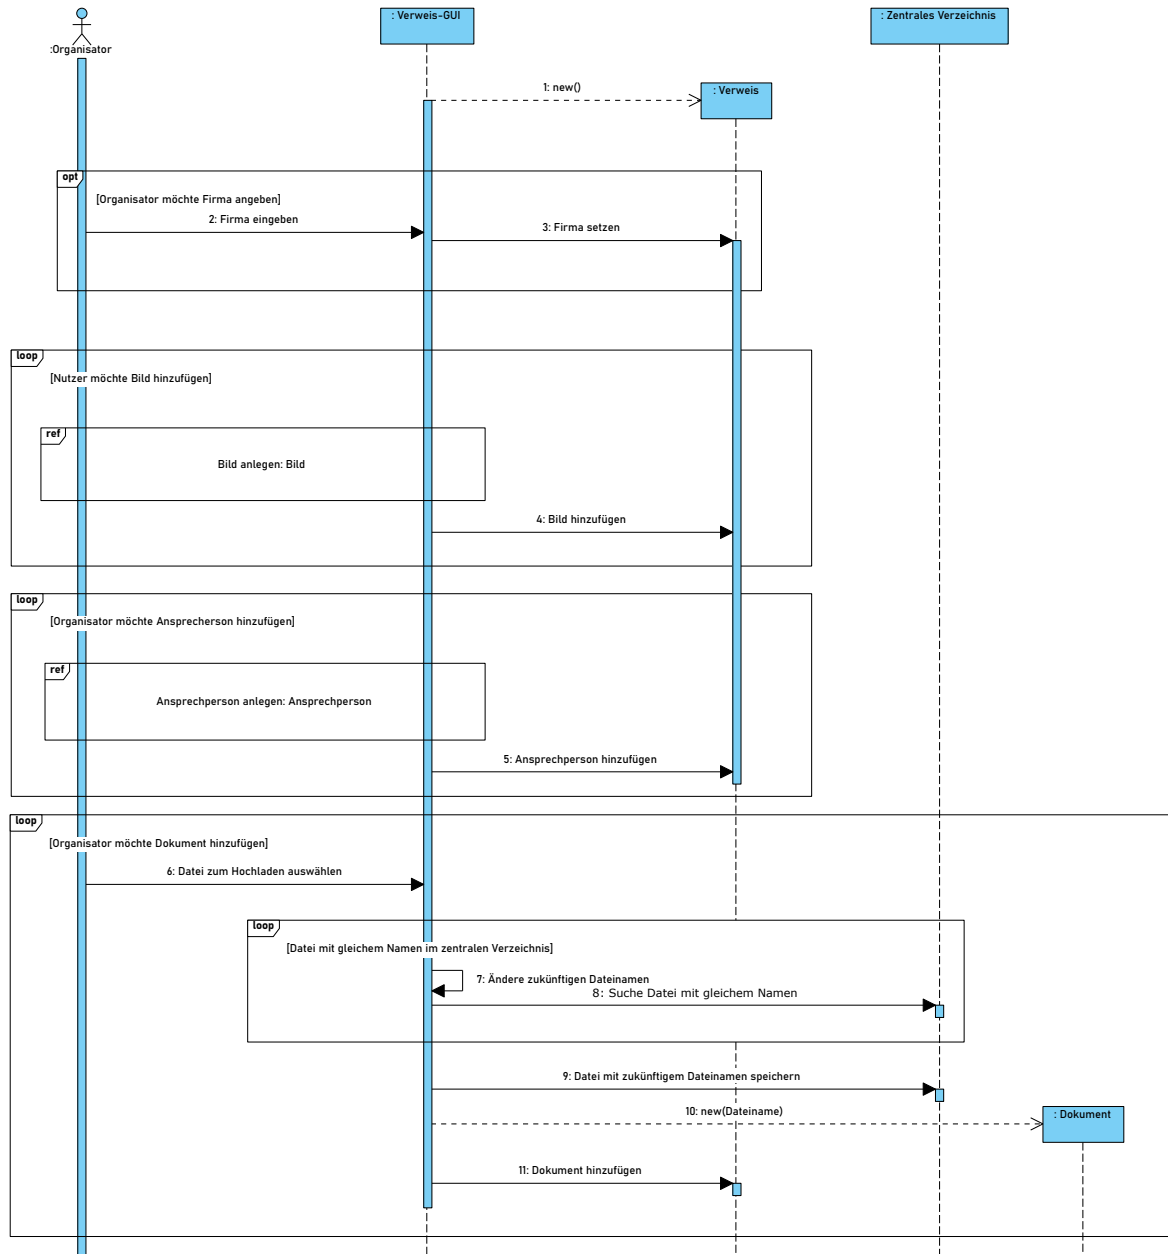 : Verweis-GUI
: Zentrales Verzeichnis
:Organisator
1: new()
: Verweis
opt
[Organisator möchte Firma angeben]
2: Firma eingeben
3: Firma setzen
loop
[Nutzer möchte Bild hinzufügen]
ref
Bild anlegen: Bild
4: Bild hinzufügen
loop
[Organisator möchte Ansprecherson hinzufügen]
ref
Ansprechperson anlegen: Ansprechperson
5: Ansprechperson hinzufügen
loop
[Organisator möchte Dokument hinzufügen]
6: Datei zum Hochladen auswählen
loop
[Datei mit gleichem Namen im zentralen Verzeichnis]
7: Ändere zukünftigen Dateinamen
8: Suche Datei mit gleichem Namen
9: Datei mit zukünftigem Dateinamen speichern
10: new(Dateiname)
: Dokument
11: Dokument hinzufügen